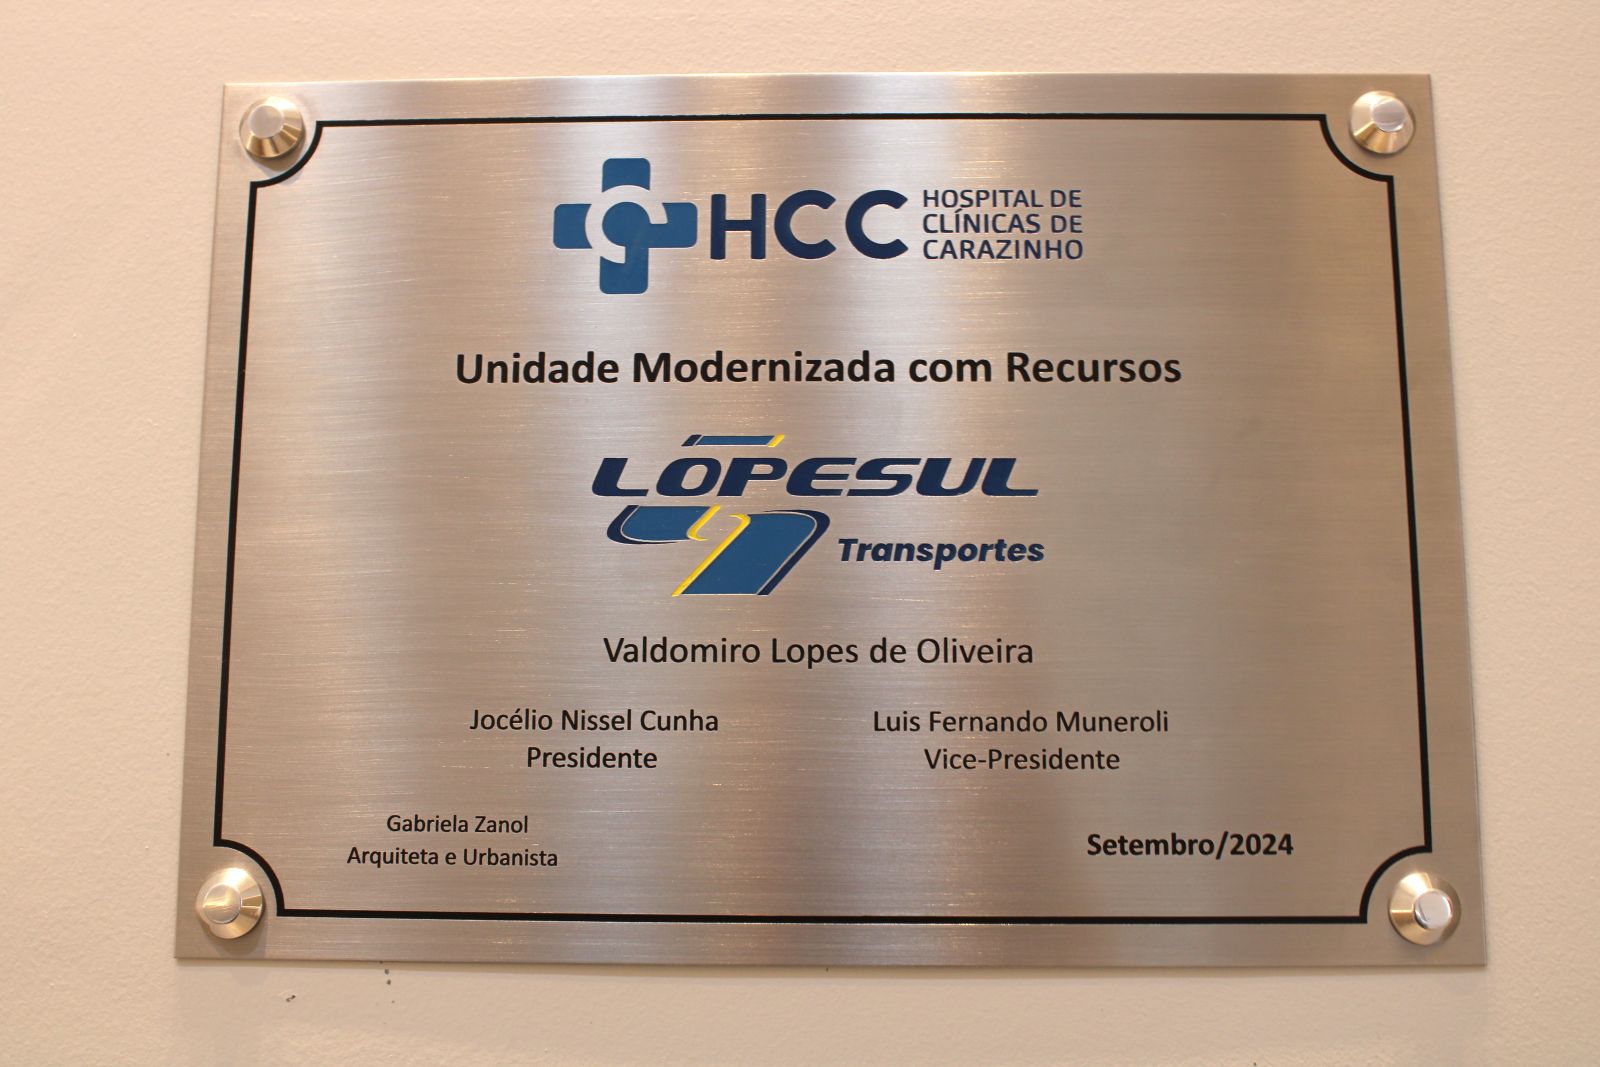 HCC
HOSPITAL DE
CLÍNICAS DE
CARAZINHO
Unidade Modernizada com Recursos
LOPESUL
Transportes
Valdomiro Lopes de Oliveira
Jocélio Nissel Cunha
Presidente
Luis Fernando Muneroli
Vice-Presidente
Gabriela Zanol
Arquiteta e Urbanista
Setembro/2024